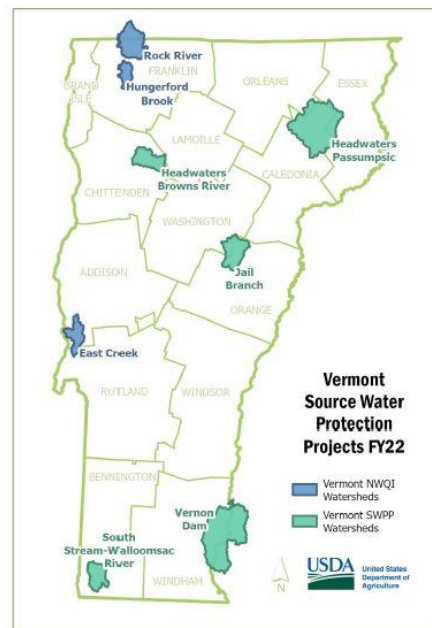 Rock River
FRANKLIN
GRAND
ISLE
Hungerford
Brook
ORLEANS
ESSEX
LAMOILLE
Headwaters
Passumpsic
Headwaters
Browns River
CALEDONIA
CHITTENDEN
WASHINGTON
ADDISON
Jail
Branch
ORANGE
East Creek
RUTLAND
WINDSOR
Vermont
Source Water
Protection
Projects FY22
BENNINGTON
Vermont NWQI
Watersheds
Vermont SWPP
Watersheds
Vernon
Dam
South
Stream-Walloomsac
River
WINDHAM
N
USDA
United States
Department of
Agriculture